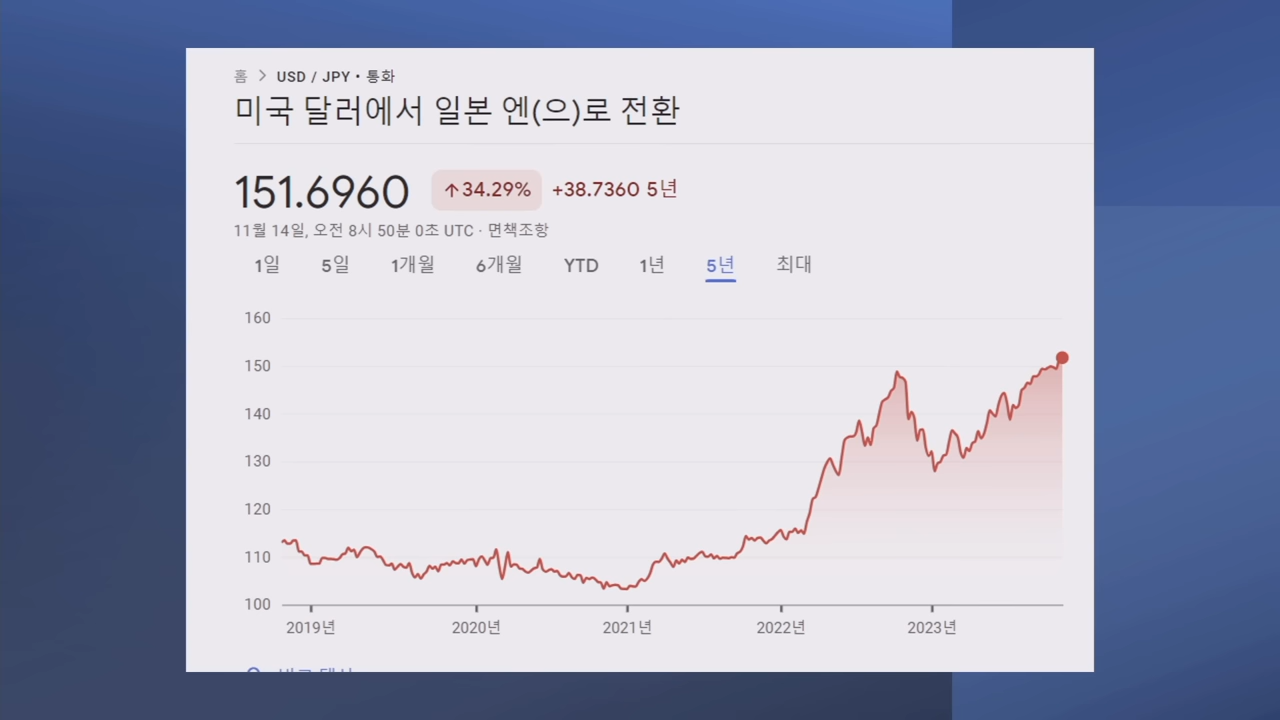 홈 > USD / JPY • 통화
미국 달러에서 일본 엔(으)로 전환
151.6960 ↑34.29% +38.7360 5년
11월 14일, 오전 8시 50분 0초 UTC · 면책조항
1일 5일 1개월 6개월 YTD 1년 5년 최대
160
150
140
130
120
110
100
2019년 2020년 2021년 2022년 2023년